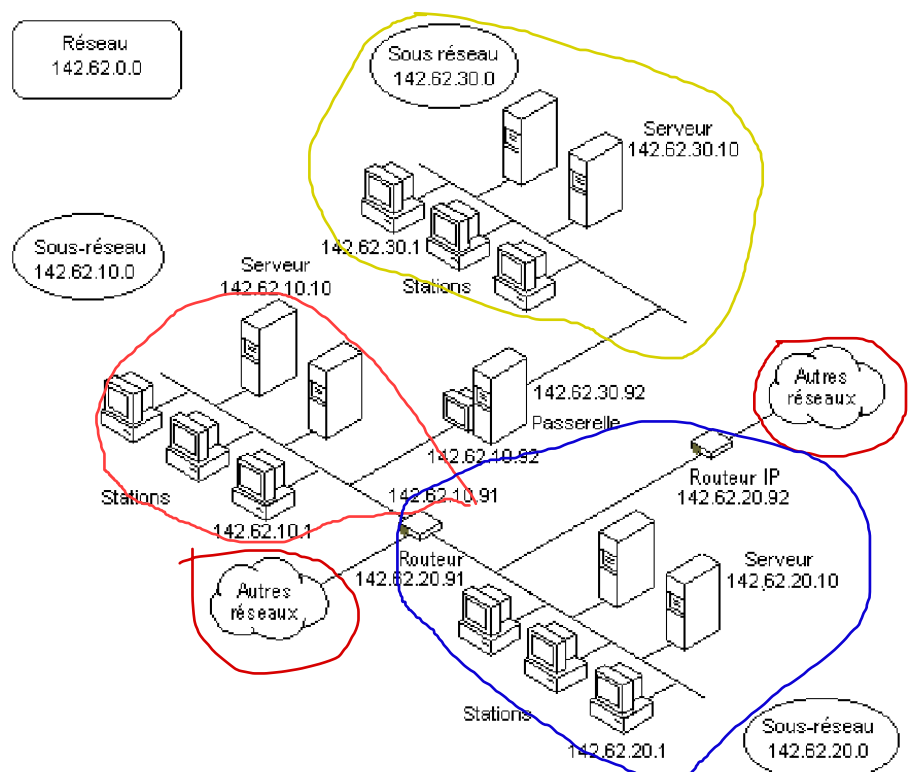 Réseau
142.62.0.0
Sous réseau
142.62.30.0
Serveur
142.62.30.10
142.62.30.1
Stations
Sous-réseau
142.62.10.0
Serveur
142.62.10.10
142.62.30.92
Passerelle
142.62.10.92
Autres
réseaux
Stations
142.62.10.1
142.62.10.91
Routeur
142.62.20.91
Routeur IP
142.62.20.92
Autres
réseaux
Serveur
142.62.20.10
Stations
142.62.20.1
Sous-réseau
142.62.20.0